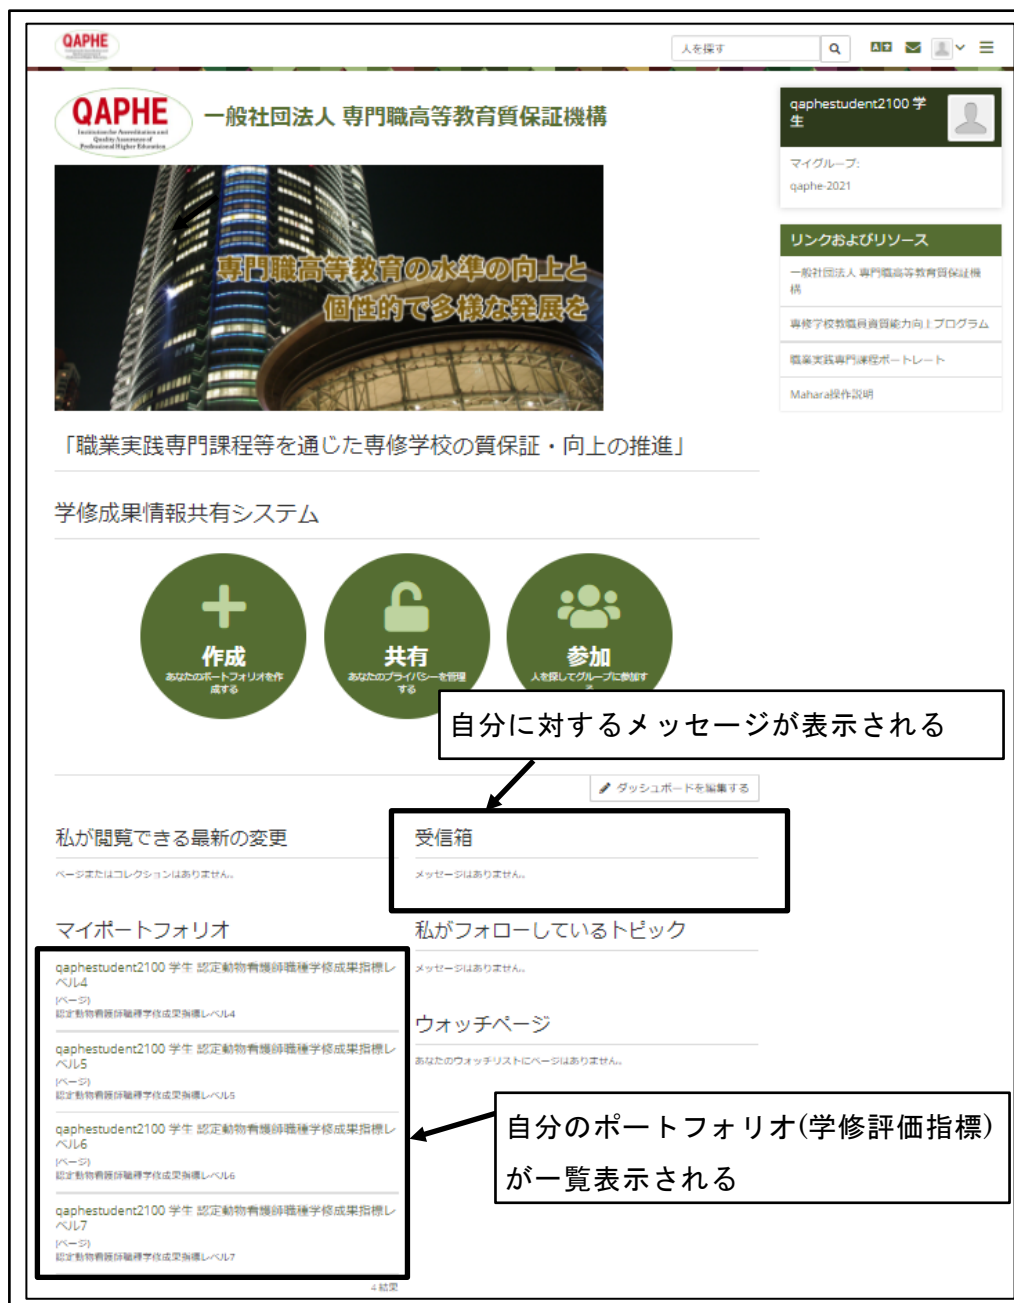 QAPHE
人を探す
QAPHE
Institution for Accreditation and
Quality Assurance of
Professional Higher Education
一般社団法人 専門職高等教育質保証機構
専門職高等教育の水準の向上と
個性的で多様な発展を
qaphestudent2100 学
生
マイグループ:
qaphe-2021
リンクおよびリソース
一般社団法人 専門職高等教育質保証機
構
専修学校教職員資質能力向上プログラム
職業実践専門課程ポートレート
Mahara操作説明
「職業実践専門課程等を通じた専修学校の質保証・向上の推進」
学修成果情報共有システム
作成
あなたのポートフォリオを作
成する
共有
あなたのプライバシーを管理
する
参加
人を探してグループに参加す
自分に対するメッセージが表示される
ダッシュボードを編集する
私が閲覧できる最新の変更
ページまたはコレクションはありません。
受信箱
メッセージはありません。
マイポートフォリオ
qaphestudent2100 学生 認定動物看護師職種学修成果指標レ
ベル4
(ページ)
認定動物看護師職種学修成果指標レベル4
qaphestudent2100 学生 認定動物看護師職種学修成果指標レ
ベル5
(ページ)
認定動物看護師職種学修成果指標レベル5
qaphestudent2100 学生 認定動物看護師職種学修成果指標レ
ベル6
(ページ)
認定動物看護師職種学修成果指標レベル6
qaphestudent2100 学生 認定動物看護師職種学修成果指標レ
ベル7
(ページ)
認定動物看護師職種学修成果指標レベル7
4 結果
私がフォローしているトピック
メッセージはありません。
ウォッチページ
あなたのウォッチリストにページはありません。
自分のポートフォリオ(学修評価指標)
が一覧表示される